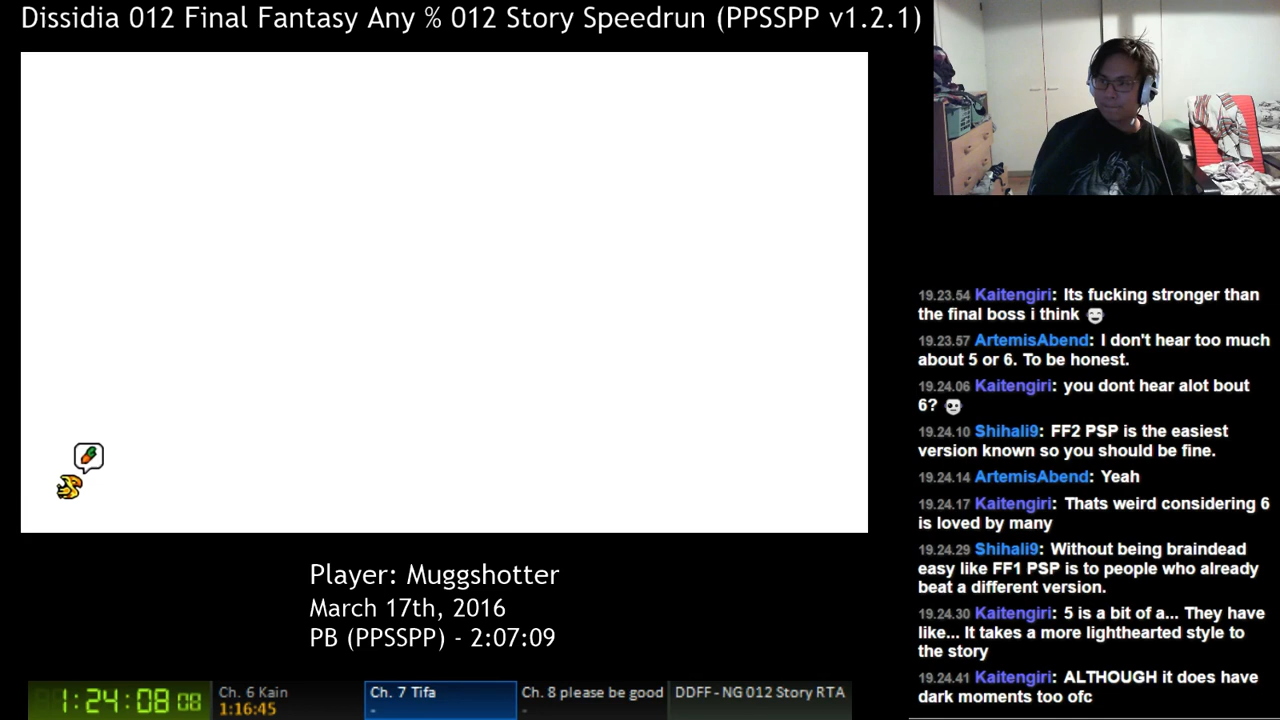 Dissidia 012 Final Fantasy Any % 012 Story Speedrun (PPSSPP v1.2.1)
19.23.54 Kaitengiri: Its fucking stronger than
the final boss i think
19.23.57 ArtemisAbend: I don't hear too much
about 5 or 6. To be honest.
19.24.06 Kaitengiri: you dont hear alot bout
6?
19.24.10 Shihali9: FF2 PSP is the easiest
version known so you should be fine.
19.24.14 ArtemisAbend: Yeah
19.24.17 Kaitengiri: Thats weird considering 6
is loved by many
19.24.29 Shihali9: Without being braindead
easy like FF1 PSP is to people who already
beat a different version.
19.24.30 Kaitengiri: 5 is a bit of a... They have
like... It takes a more lighthearted style to
the story
19.24.41 Kaitengiri: ALTHOUGH it does have
dark moments too ofc
Player: Muggshotter
March 17th, 2016
PB (PPSSPP) - 2:07:09
1:24:08 08
Ch. 6 Kain
1:16:45
Ch. 7 Tifa
-
Ch. 8 please be good
-
DDFF - NG 012 Story RTA